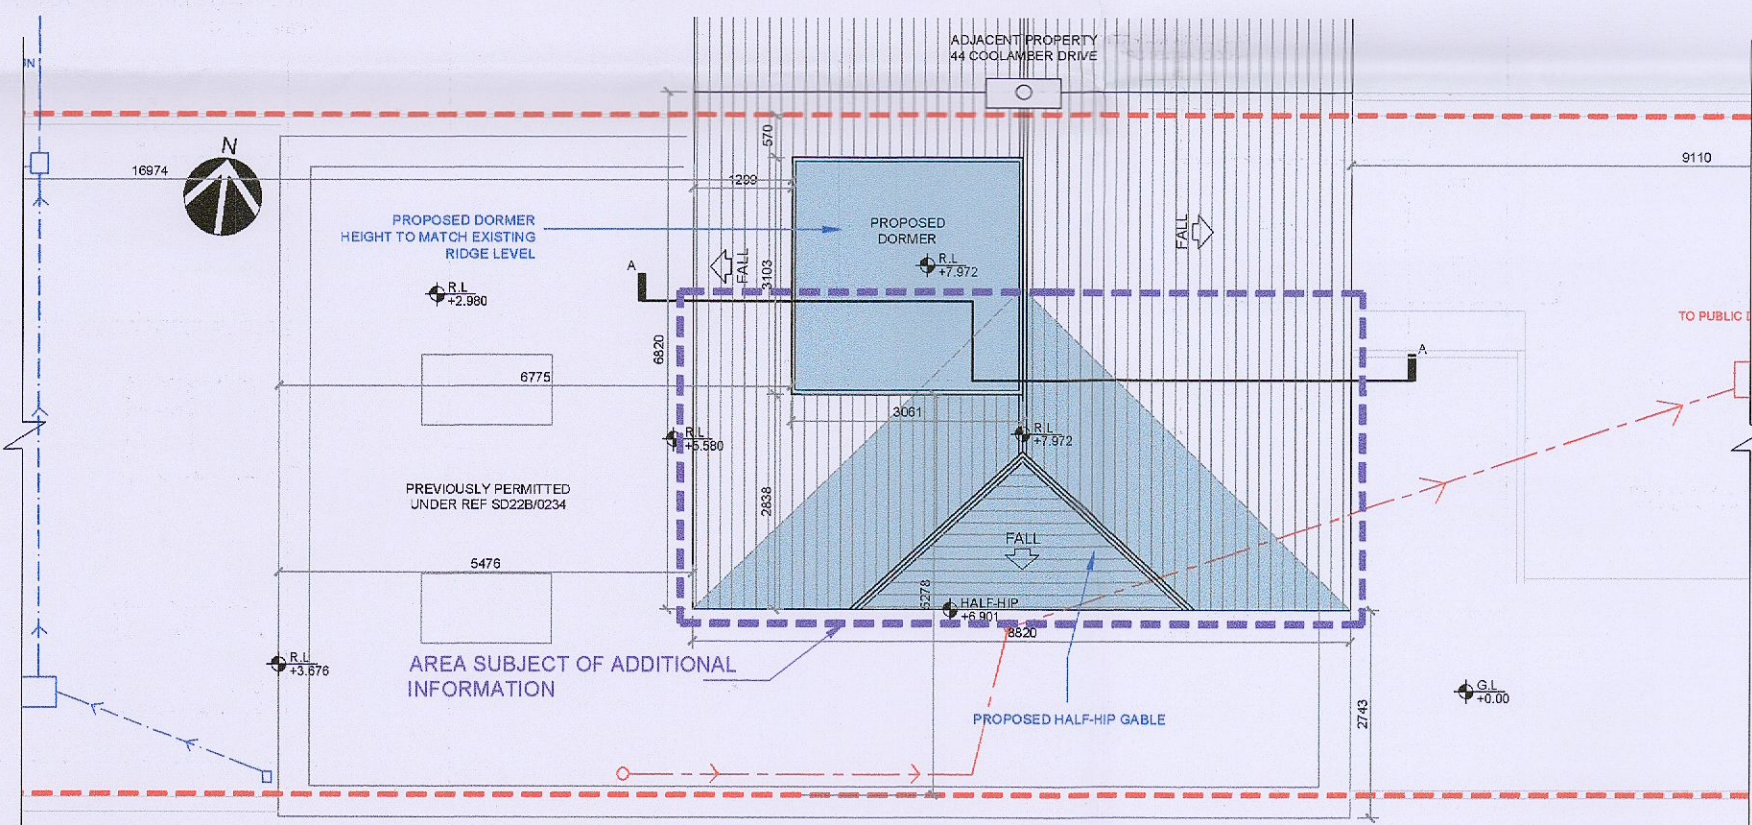 ADJACENT PROPERTY
44 COOLAMBER DRIVE
N
16974
570
1299
9110
PROPOSED DORMER
HEIGHT TO MATCH EXISTING
RIDGE LEVEL
PROPOSED
DORMER
R.L
+7.972
FALL
FALL
3103
A
R.L
+2.980
6820
TO PUBLIC
A
6775
3061
R.L
+5.580
R.L
+7.972
2838
PREVIOUSLY PERMITTED
UNDER REF SD22B/0234
FALL
5476
6278
HALF-HIP
+6.901
8820
R.L
+3.676
AREA SUBJECT OF ADDITIONAL
INFORMATION
G.L
+0.00
2743
PROPOSED HALF-HIP GABLE